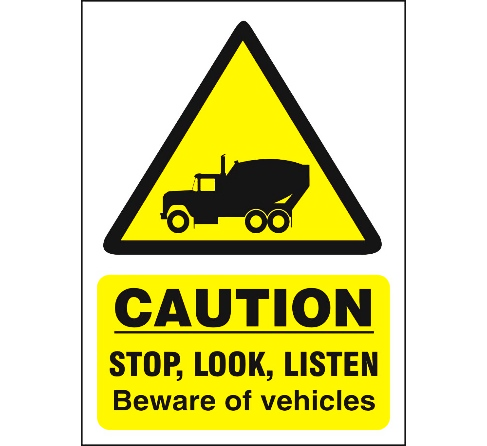 CAUTION
STOP, LOOK, LISTEN
Beware of vehicles